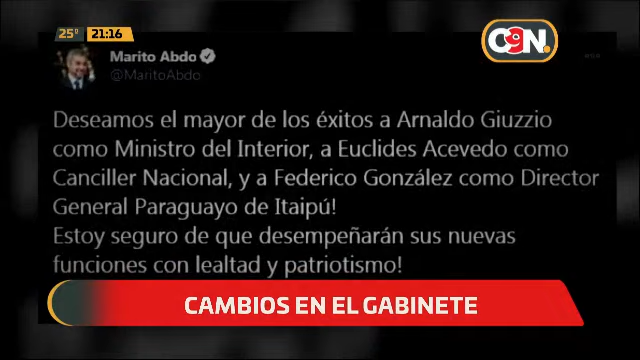 25°
21:16
C9N.
Marito Abdo
@MaritoAbdo
Deseamos el mayor de los éxitos a Arnaldo Giuzzio
como Ministro del Interior, a Euclides Acevedo como
Canciller Nacional, y a Federico González como Director
General Paraguayo de Itaipú!
Estoy seguro de que desempeñarán sus nuevas
funciones con lealtad y patriotismo!
CAMBIOS EN EL GABINETE